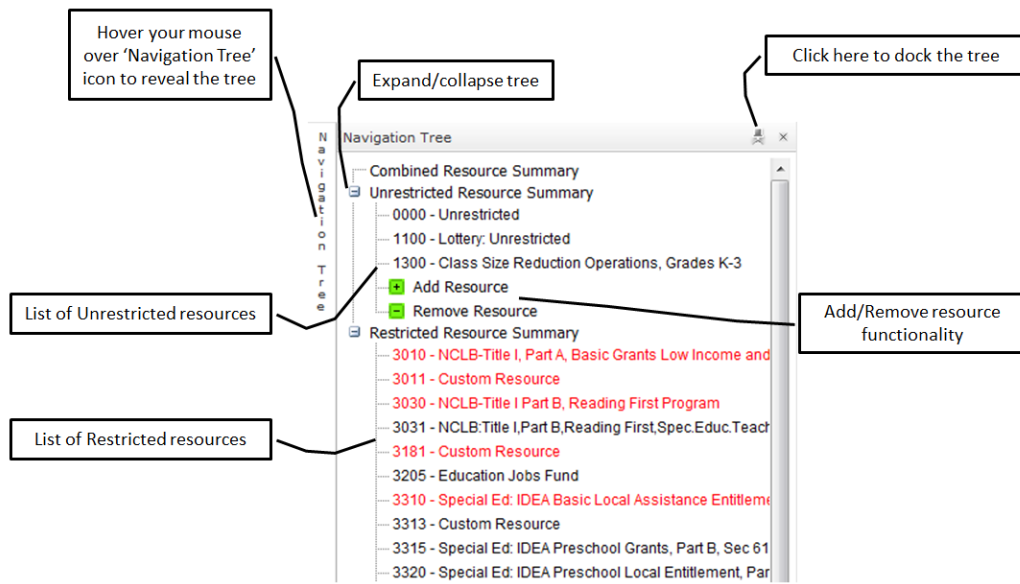 Hover your mouse
over ‘Navigation Tree’
icon to reveal the tree
Expand/collapse tree
Click here to dock the tree
Navigation Tree
Navigation Tree
Combined Resource Summary
Unrestricted Resource Summary
0000 - Unrestricted
1100 - Lottery: Unrestricted
1300 - Class Size Reduction Operations, Grades K-3
Add Resource
Remove Resource
List of Unrestricted resources
Add/Remove resource
functionality
Restricted Resource Summary
3010 - NCLB-Title I, Part A, Basic Grants Low Income and
3011 - Custom Resource
3030 - NCLB-Title I Part B, Reading First Program
3031 - NCLB:Title I,Part B,Reading First,Spec.Educ.Teach
List of Restricted resources
3181 - Custom Resource
3205 - Education Jobs Fund
3310 - Special Ed: IDEA Basic Local Assistance Entitleme
3313 - Custom Resource
3315 - Special Ed: IDEA Preschool Grants, Part B, Sec 61
3320 - Special Ed: IDEA Preschool Local Entitlement, Par